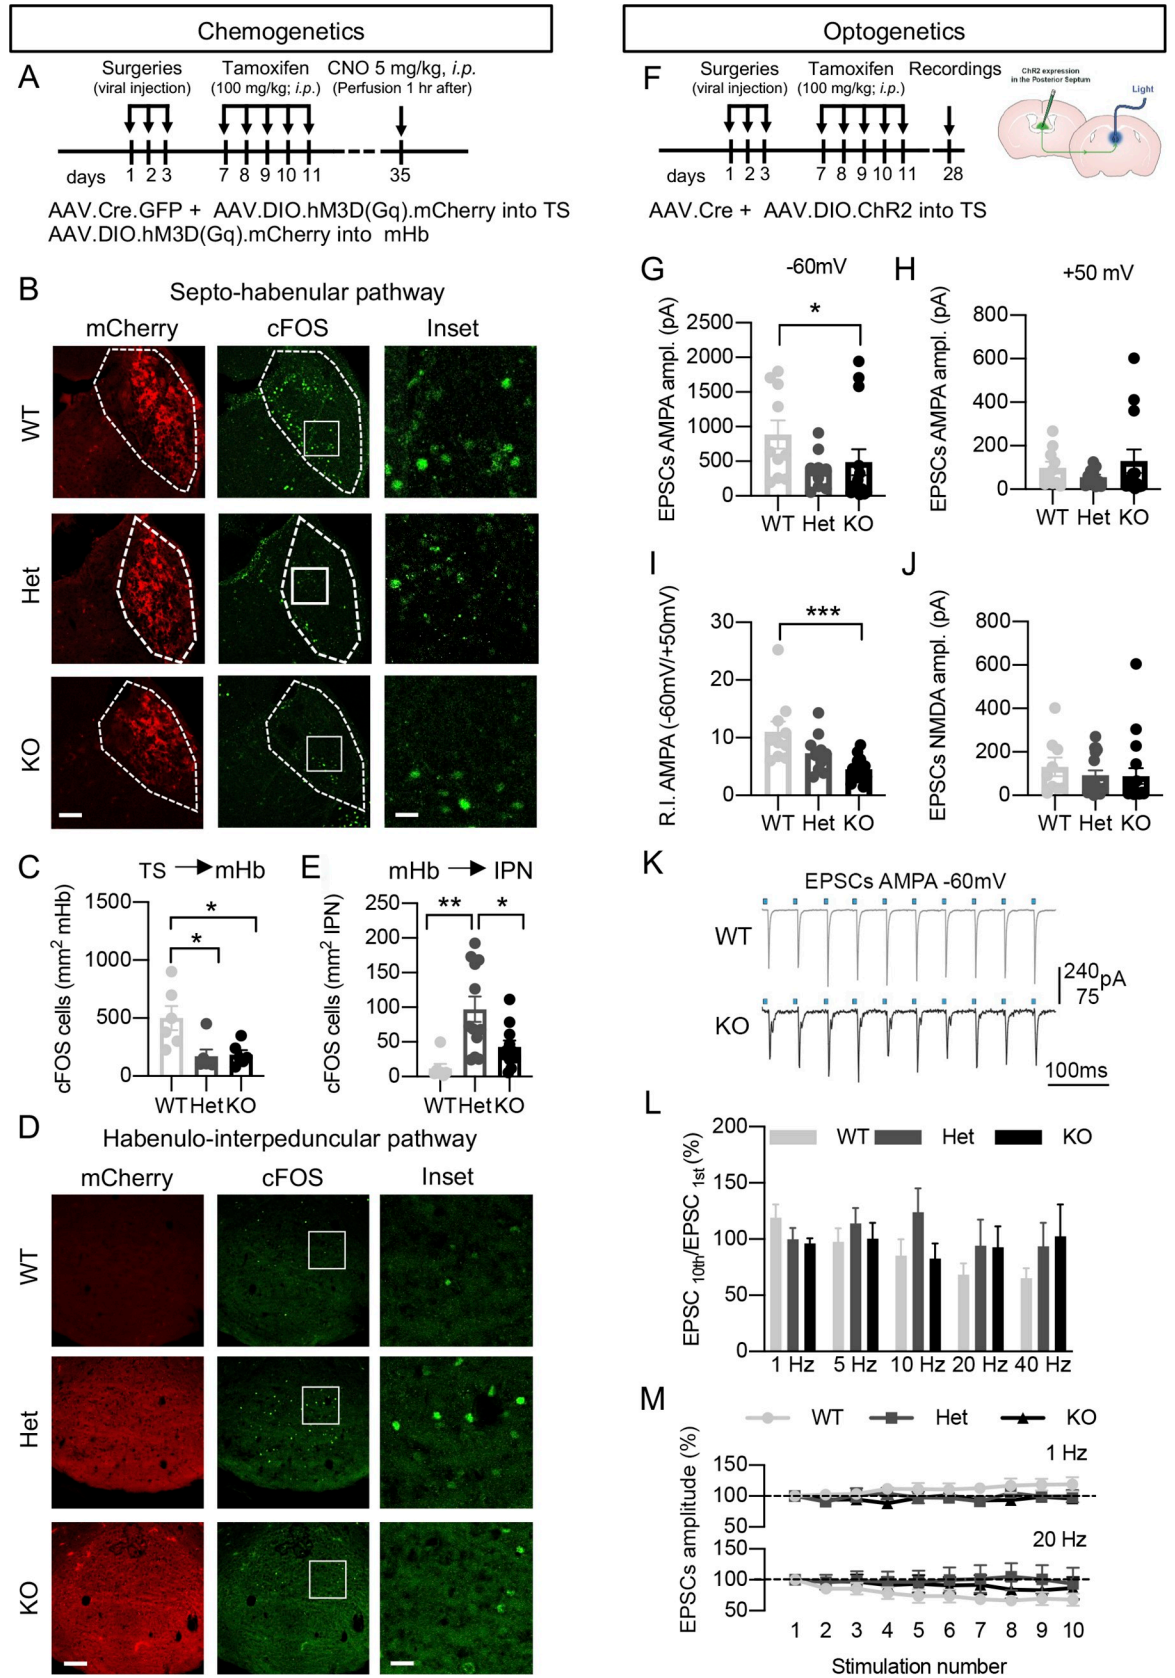 Chemogenetics
A
Surgeries
(viral injection)
Tamoxifen
(100 mg/kg; i.p.)
CNO 5 mg/kg, i.p.
(Perfusion 1 hr after)
days 1 2 3 7 8 9 10 11 35
AAV.Cre.GFP + AAV.DIO.hM3D(Gq).mCherry into TS
AAV.DIO.hM3D(Gq).mCherry into mHb
B
Septo-habenular pathway
mCherry cFOS Inset
WT
Het
KO
C
TS mHb
cFOS cells (mm2 mHb)
1500
1000
500
0
*
*
WT Het KO
E
mHb IPN
cFOS cells (mm2 IPN)
250
200
150
100
50
0
** *
WT Het KO
D
Habenulo-interpeduncular pathway
mCherry cFOS Inset
WT
Het
KO
Optogenetics
F
Surgeries
(viral injection)
Tamoxifen
(100 mg/kg; i.p.)
Recordings
days 1 2 3 7 8 9 10 11 28
AAV.Cre + AAV.DIO.ChR2 into TS
ChR2 expression
in the Posterior Septum
Light
G
-60mV
EPSCs AMPA ampl. (pA)
2500
2000
1500
1000
500
0
*
WT Het KO
H
+50 mV
EPSCs AMPA ampl. (pA)
800
600
400
200
0
WT Het KO
I
R.I. AMPA (-60mV/+50mV)
30
20
10
0
***
WT Het KO
J
EPSCs NMDA ampl. (pA)
800
600
400
200
0
WT Het KO
K
EPSCs AMPA -60mV
WT
KO
240
75
pA
100ms
L
EPSC 10th/EPSC 1st (%)
200
150
100
50
0
WT Het KO
1 Hz 5 Hz 10 Hz 20 Hz 40 Hz
M
WT Het KO
EPSCs amplitude (%)
1 Hz
150
100
50
20 Hz
150
100
50
1 2 3 4 5 6 7 8 9 10
Stimulation number